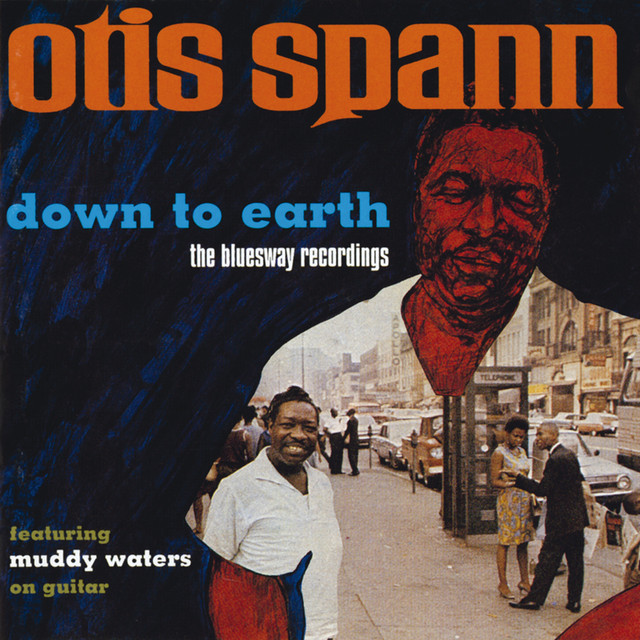 otis spann
down to earth
the bluesway recordings
TELEPHONE
featuring
muddy waters
on guitar